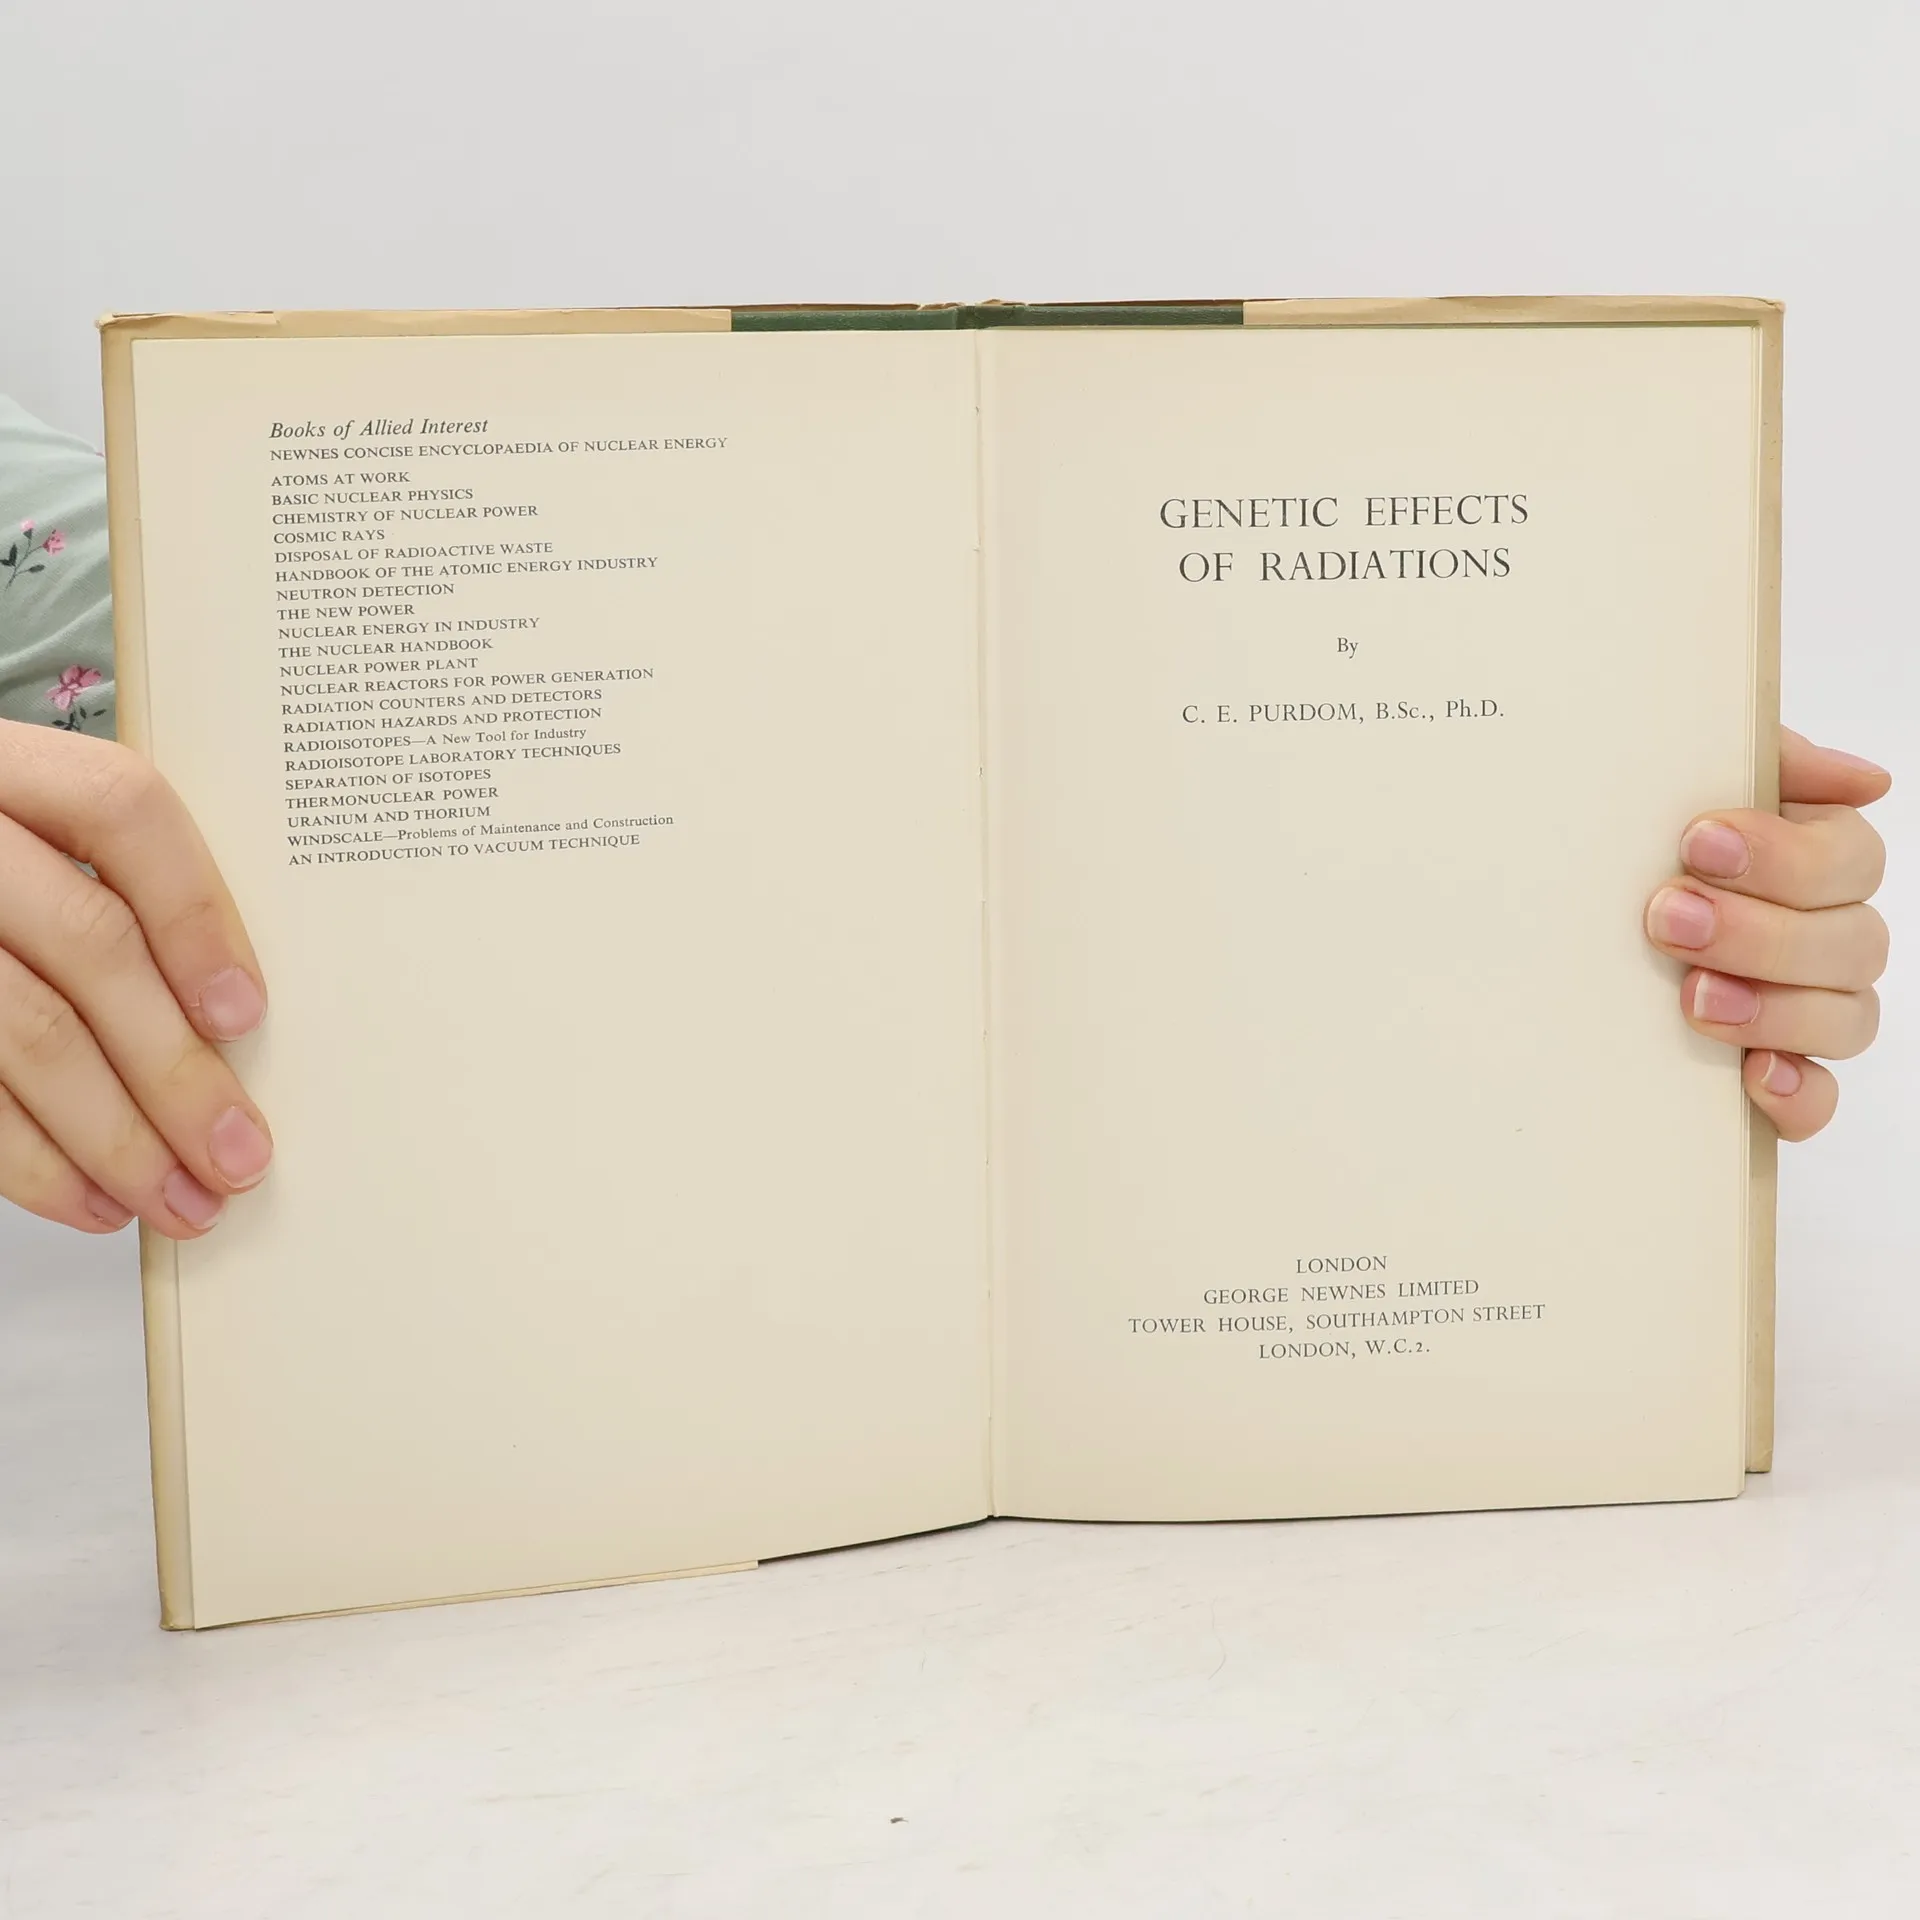 Books of Allied Interest
NEWNES CONCISE ENCYCLOPAEDIA OF NUCLEAR ENERGY
ATOMS AT WORK
BASIC NUCLEAR PHYSICS
CHEMISTRY OF NUCLEAR POWER
COSMIC RAYS
DISPOSAL OF RADIOACTIVE WASTE
HANDBOOK OF THE ATOMIC ENERGY INDUSTRY
NEUTRON DETECTION
THE NEW POWER
NUCLEAR ENERGY IN INDUSTRY
THE NUCLEAR HANDBOOK
NUCLEAR POWER PLANT
NUCLEAR REACTORS FOR POWER GENERATION
RADIATION COUNTERS AND DETECTORS
RADIATION HAZARDS AND PROTECTION
RADIOISOTOPES—A New Tool for Industry
RADIOISOTOPE LABORATORY TECHNIQUES
SEPARATION OF ISOTOPES
THERMONUCLEAR POWER
URANIUM AND THORIUM
WINDSCALE—Problems of Maintenance and Construction
AN INTRODUCTION TO VACUUM TECHNIQUE
GENETIC EFFECTS
OF RADIATIONS
By
C. E. PURDOM, B.Sc., Ph.D.
LONDON
GEORGE NEWNES LIMITED
TOWER HOUSE, SOUTHAMPTON STREET
LONDON, W.C.2.